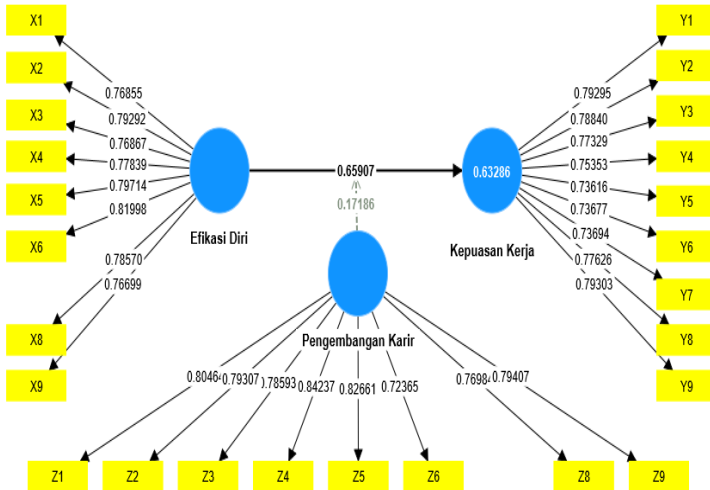 X1
X2
X3
X4
X5
X6
X8
X9
0.76855
0.79292
0.76867
0.77839
0.79714
0.81998
0.78570
0.76699
Efikasi Diri
0.65907
0.17186
0.63286
Kepuasan Kerja
0.79295
0.78840
0.77329
0.75353
0.73616
0.73677
0.73694
0.77626
0.79303
Y1
Y2
Y3
Y4
Y5
Y6
Y7
Y8
Y9
Pengembangan Karir
0.79307
0.84237
0.82661
0.72365
0.79407
Z1
Z2
Z3
Z4
Z5
Z6
Z8
Z9